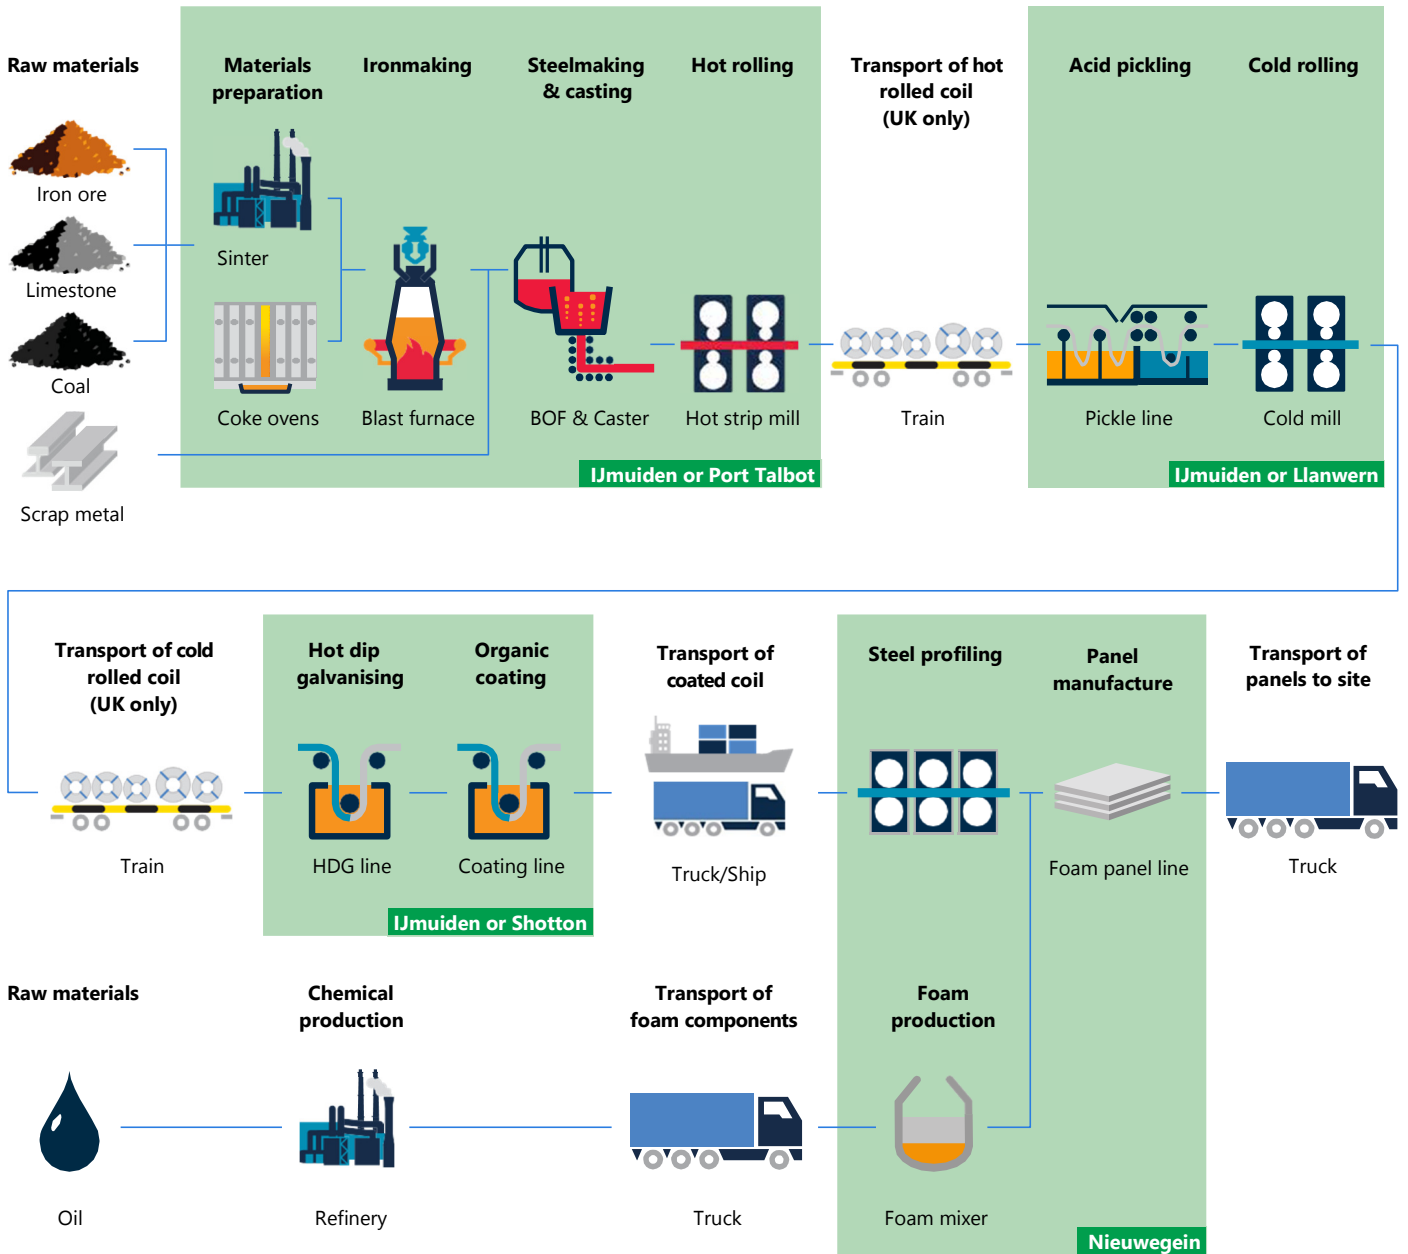 Raw materials
Materials
preparation
Ironmaking
Steelmaking
& casting
Hot rolling
Transport of hot
rolled coil
(UK only)
Acid pickling
Cold rolling
Iron ore
Limestone
Coal
Scrap metal
Sinter
Coke ovens
Blast furnace
BOF & Caster
Hot strip mill
Train
Pickle line
Cold mill
IJmuiden or Port Talbot
IJmuiden or Llanwern
Transport of cold
rolled coil
(UK only)
Hot dip
galvanising
Organic
coating
Transport of
coated coil
Steel profiling
Panel
manufacture
Transport of
panels to site
Train
HDG line
Coating line
Truck/Ship
Foam panel line
Truck
IJmuiden or Shotton
Raw materials
Chemical
production
Transport of
foam components
Foam
production
Oil
Refinery
Truck
Foam mixer
Nieuwegein